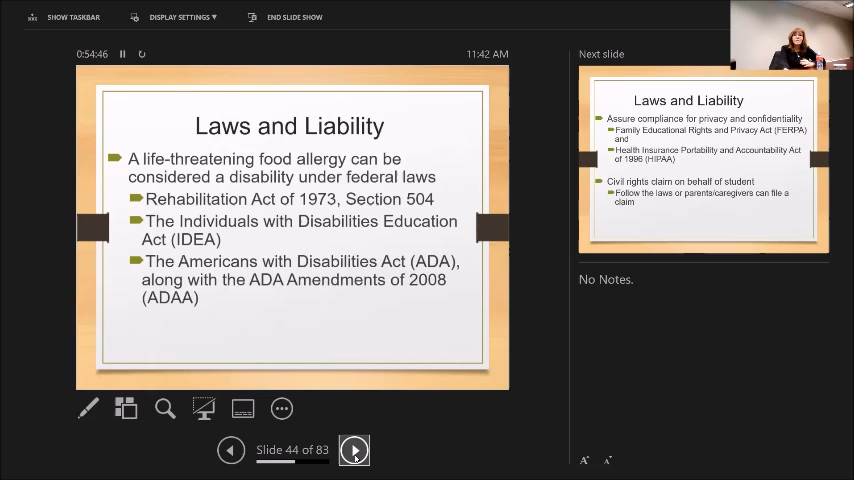 SHOW TASKBAR
DISPLAY SETTINGS ▼
END SLIDE SHOW
0:54:46
11:42 AM
Laws and Liability
A life-threatening food allergy can be
considered a disability under federal laws
Rehabilitation Act of 1973, Section 504
The Individuals with Disabilities Education
Act (IDEA)
The Americans with Disabilities Act (ADA),
along with the ADA Amendments of 2008
(ADAA)
Slide 44 of 83
Next slide
Laws and Liability
Assure compliance for privacy and confidentiality
Family Educational Rights and Privacy Act (FERPA)
and
Health Insurance Portability and Accountability Act
of 1996 (HIPAA)
Civil rights claim on behalf of student
Follow the laws or parents/caregivers can file a
claim
No Notes.
A A